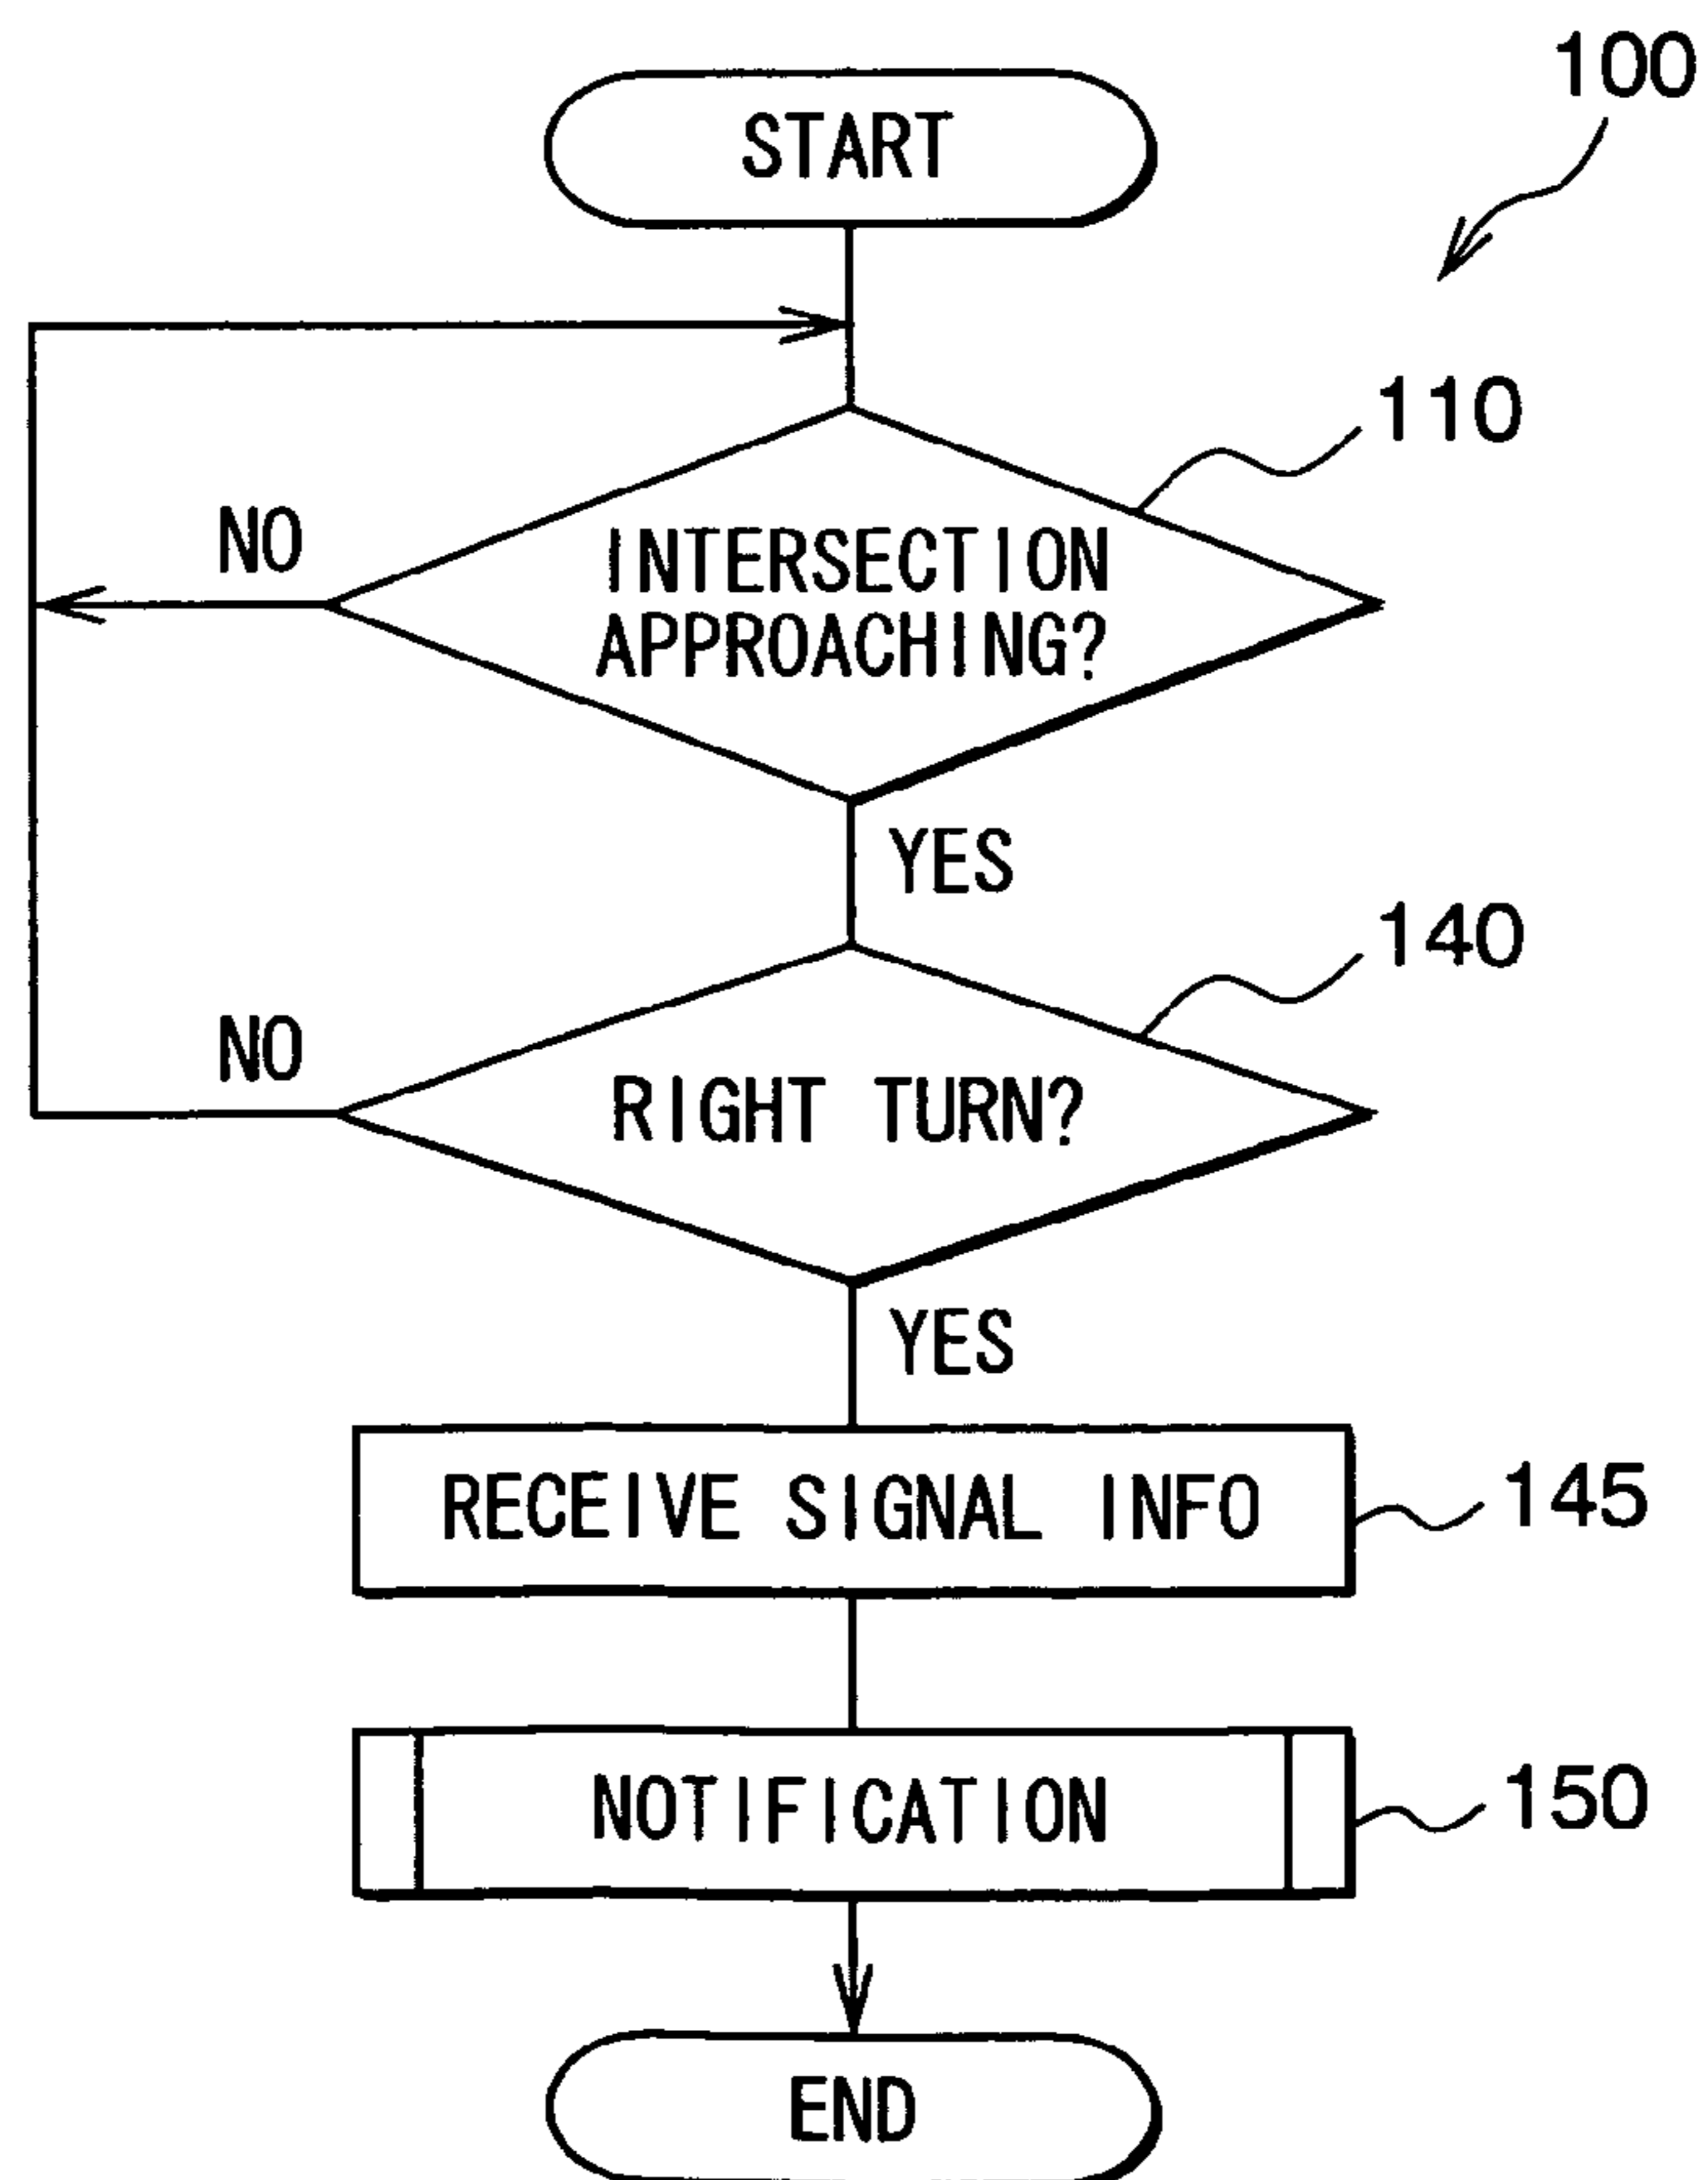 100
START
110
NO
INTERSECTION
APPROACHING?
YES
140
NO
RIGHT TURN?
YES
RECEIVE SIGNAL INFO
145
NOTIFICATION
150
END